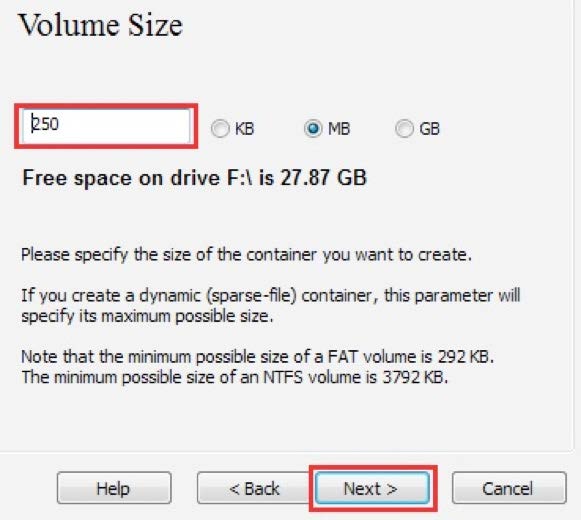 Volume Size
250 KB MB GB
Free space on drive F:\ is 27.87 GB
Please specify the size of the container you want to create.
If you create a dynamic (sparse-file) container, this parameter will
specify its maximum possible size.
Note that the minimum possible size of a FAT volume is 292 KB.
The minimum possible size of an NTFS volume is 3792 KB.
Help < Back Next > Cancel